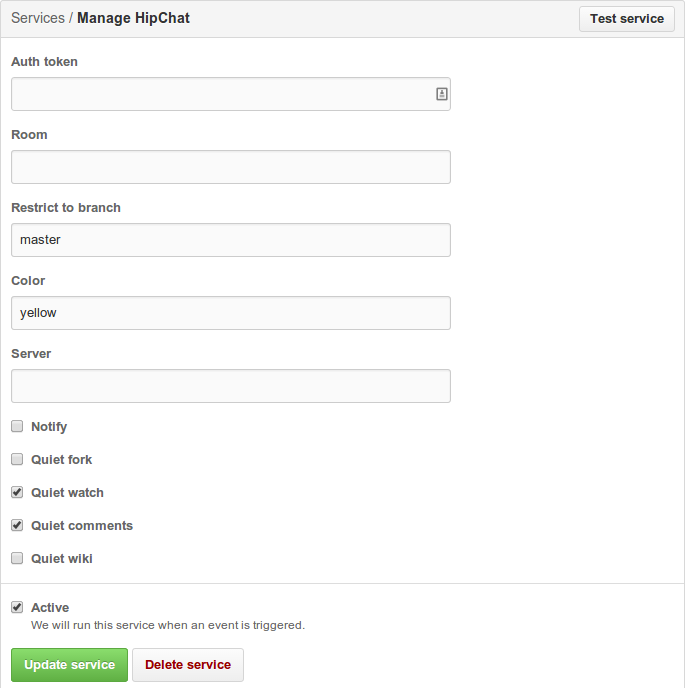 Services / Manage HipChat
Test service
Auth token
Room
Restrict to branch
master
Color
yellow
Server
Notify
Quiet fork
Quiet watch
Quiet comments
Quiet wiki
Active
We will run this service when an event is triggered.
Update service
Delete service